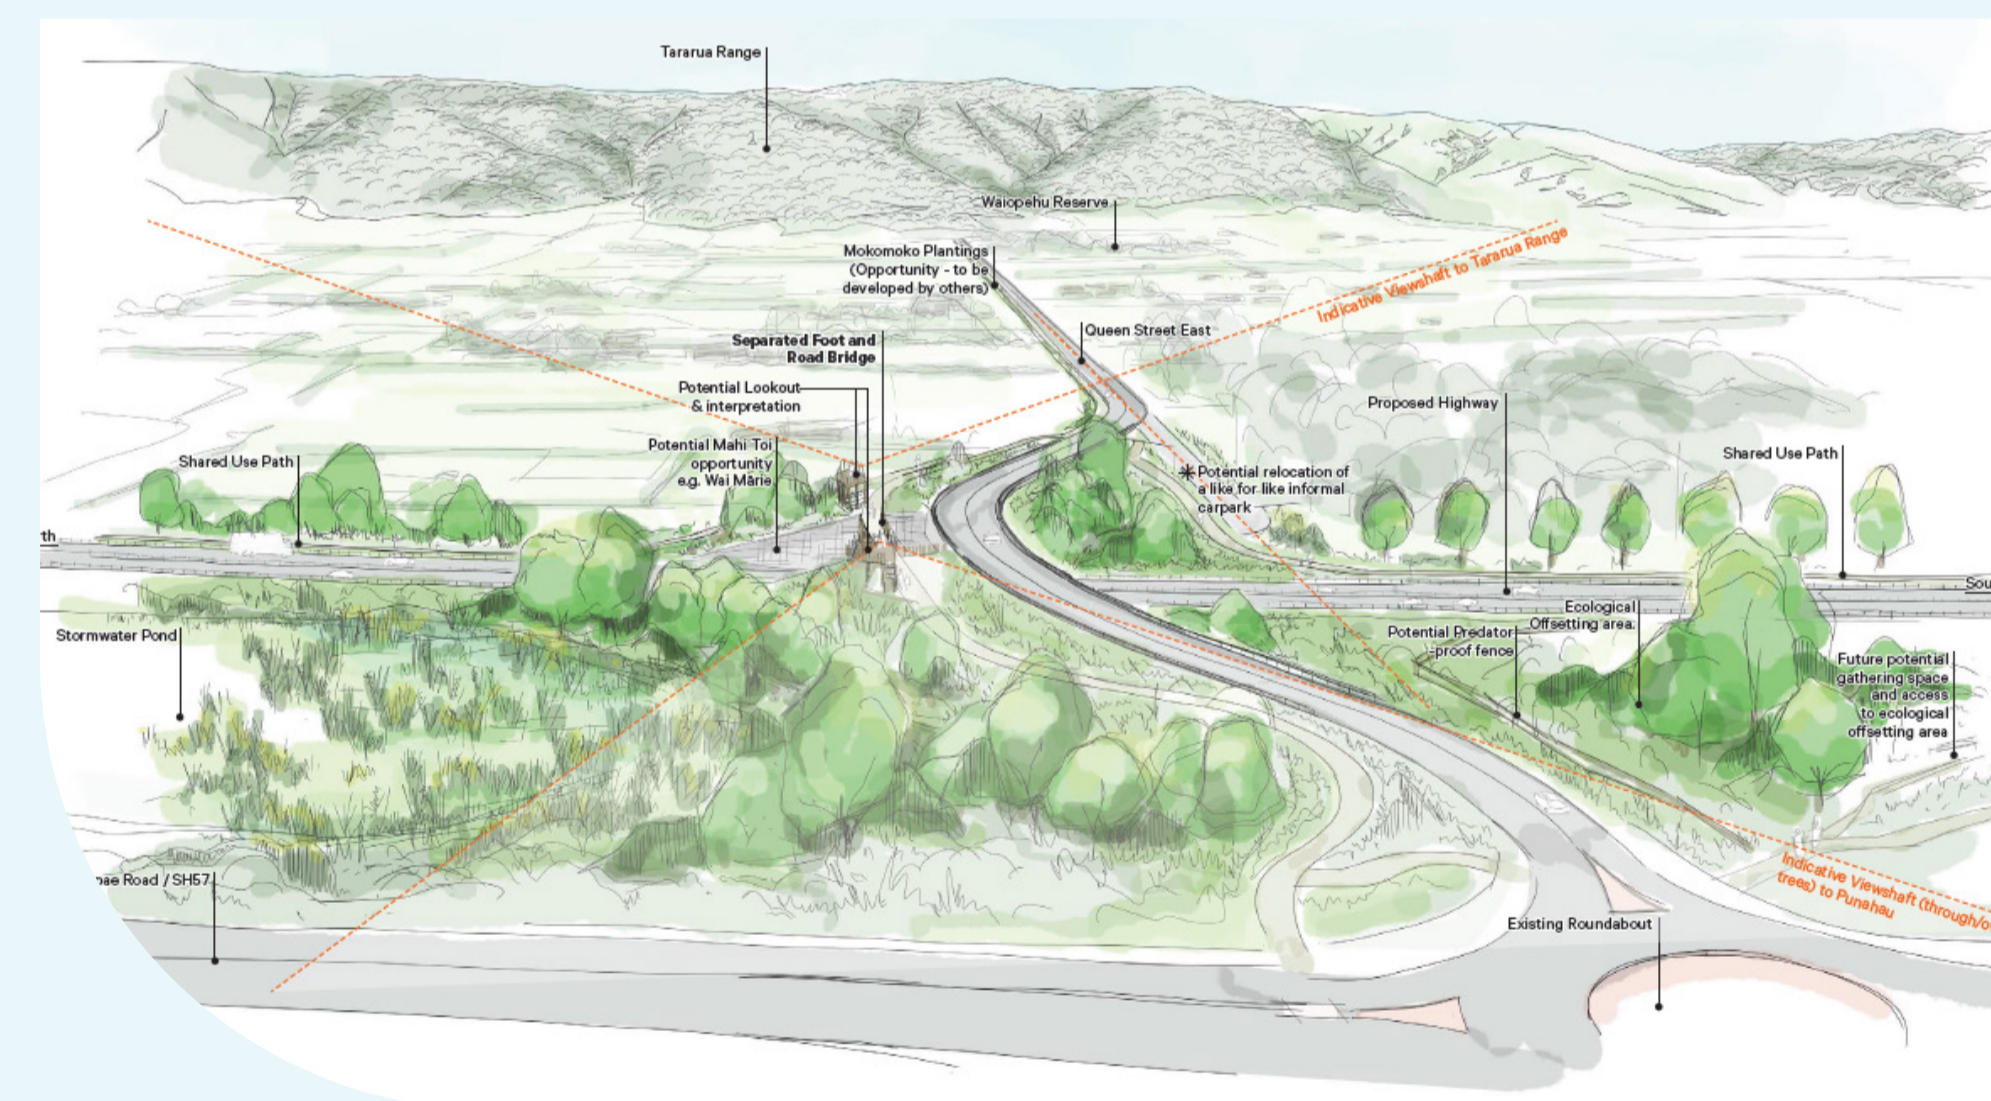 Tararua Range
Waiopehu Reserve
Mokomoko Plantings
(Opportunity - to be
developed by others)
Indicative Viewshaft to Tararua Range
Queen Street East
Separated Foot and
Road Bridge
Potential Lookout
& interpretation
Proposed Highway
Potential Mahi Toi
opportunity
e.g. Wai Mārie
Shared Use Path
Shared Use Path
Potential relocation of
a like for like informal
carpark
th
Sou
Stormwater Pond
Ecological
Offsetting area.
Potential Predator
-proof fence
Future potential
gathering space
and access
to ecological
offsetting area
pae Road / SH57
Indicative Viewshaft (through/o
trees) to Punahau
Existing Roundabout